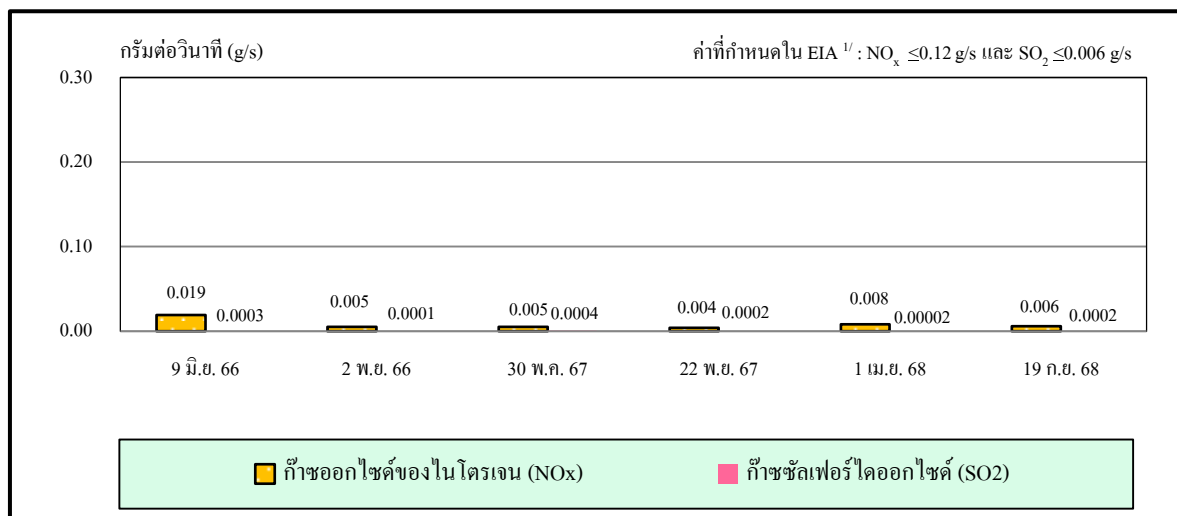 กรัมต่อวินาที (g/s)
ค่าที่กำหนดใน EIA 1/ : NOx ≤0.12 g/s และ SO2 ≤0.006 g/s
0.30
0.20
0.10
0.00
0.019 0.0003 0.005 0.0001 0.005 0.0004 0.004 0.0002 0.008 0.00002 0.006 0.0002
9 มิ.ย. 66 2 พ.ย. 66 30 พ.ค. 67 22 พ.ย. 67 1 เม.ย. 68 19 ก.ย. 68
ก๊าซออกไซด์ของไนโตรเจน (NOx) ก๊าซซัลเฟอร์ไดออกไซด์ (SO2)